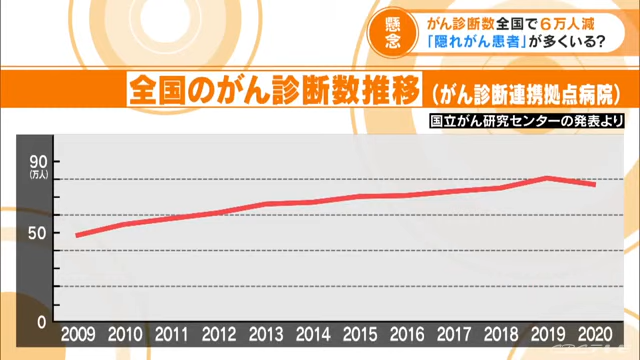 懸念
がん診断数全国で6万人減
「隠れがん患者」が多くいる?
全国のがん診断数推移(がん診断連携拠点病院)
国立がん研究センターの発表より
90
(万人)
50
0
2009 2010 2011 2012 2013 2014 2015 2016 2017 2018 2019 2020